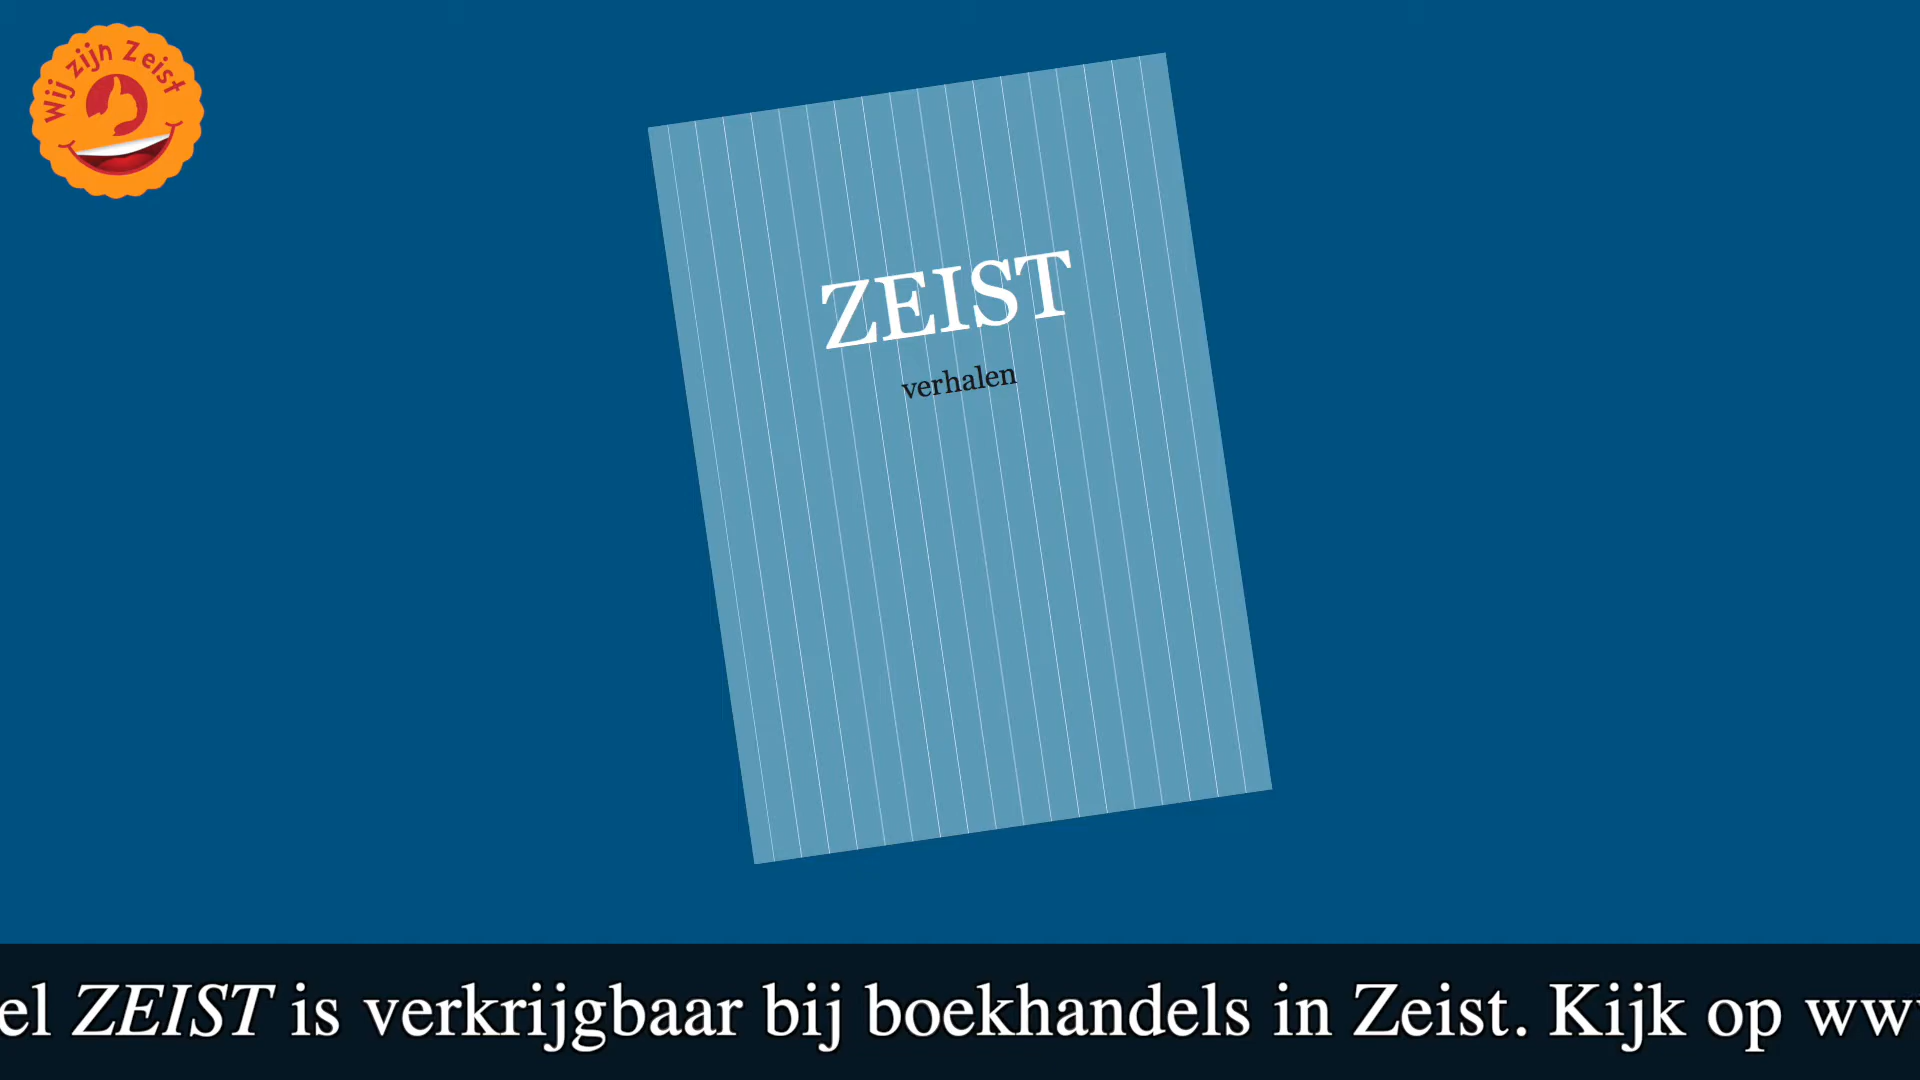 Wij zijn Zeist
ZEIST
verhalen
el ZEIST is verkrijgbaar bij boekhandels in Zeist. Kijk op ww